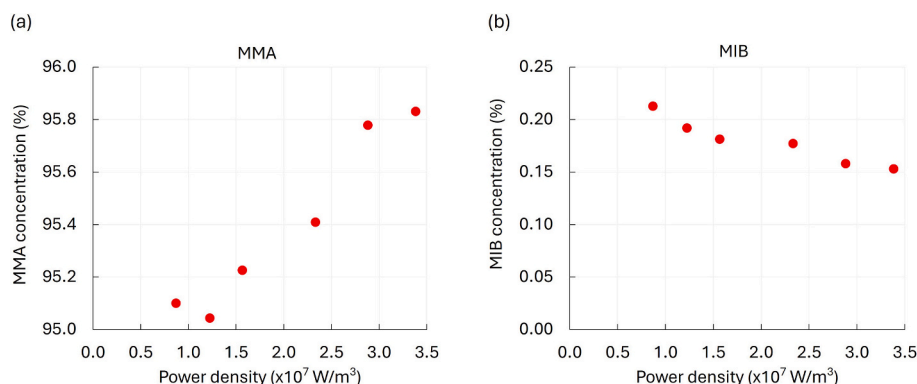 (a)
MMA
MMA concentration (%)
96.0
95.8
95.6
95.4
95.2
95.0
0.0 0.5 1.0 1.5 2.0 2.5 3.0 3.5
Power density (x10⁷ W/m³)
(b)
MIB
MIB concentration (%)
0.25
0.20
0.15
0.10
0.05
0.00
0.0 0.5 1.0 1.5 2.0 2.5 3.0 3.5
Power density (x10⁷ W/m³)